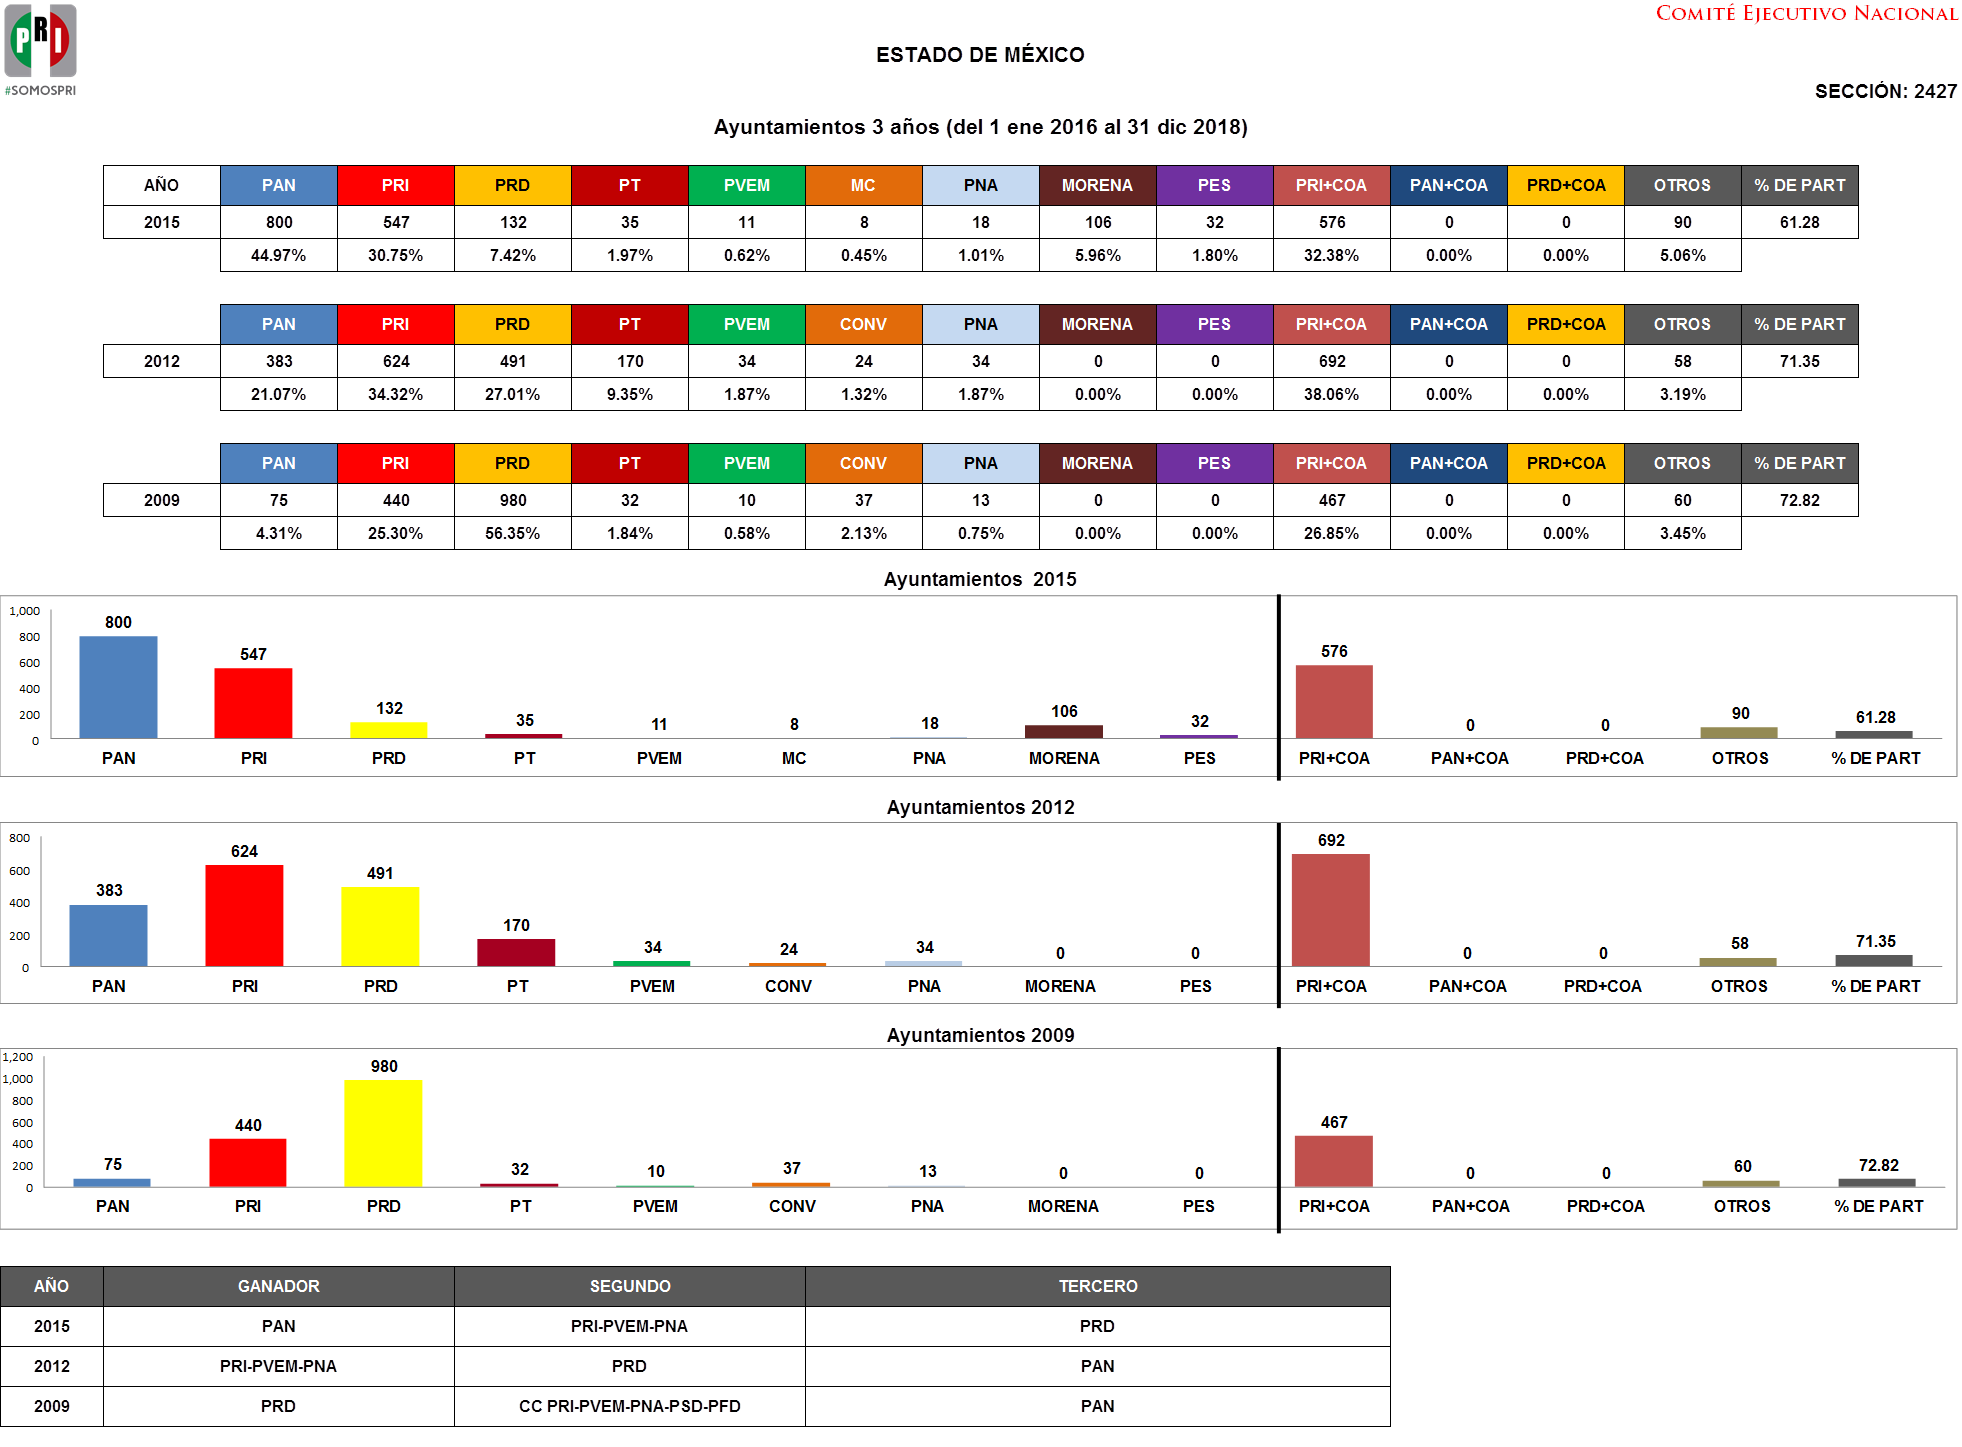 PRI
#SOMOSPRI
COMITÉ EJECUTIVO NACIONAL
ESTADO DE MÉXICO
SECCIÓN: 2427
Ayuntamientos 3 años (del 1 ene 2016 al 31 dic 2018)
AÑO PAN PRI PRD PT PVEM MC PNA MORENA PES PRI+COA PAN+COA PRD+COA OTROS % DE PART
2015 800 547 132 35 11 8 18 106 32 576 0 0 90 61.28
44.97% 30.75% 7.42% 1.97% 0.62% 0.45% 1.01% 5.96% 1.80% 32.38% 0.00% 0.00% 5.06%
PAN PRI PRD PT PVEM CONV PNA MORENA PES PRI+COA PAN+COA PRD+COA OTROS % DE PART
2012 383 624 491 170 34 24 34 0 0 692 0 0 58 71.35
21.07% 34.32% 27.01% 9.35% 1.87% 1.32% 1.87% 0.00% 0.00% 38.06% 0.00% 0.00% 3.19%
PAN PRI PRD PT PVEM CONV PNA MORENA PES PRI+COA PAN+COA PRD+COA OTROS % DE PART
2009 75 440 980 32 10 37 13 0 0 467 0 0 60 72.82
4.31% 25.30% 56.35% 1.84% 0.58% 2.13% 0.75% 0.00% 0.00% 26.85% 0.00% 0.00% 3.45%
Ayuntamientos 2015
1,000
800
600
400
200
0
800 547 132 35 11 8 18 106 32 576 0 0 90 61.28
PAN PRI PRD PT PVEM MC PNA MORENA PES PRI+COA PAN+COA PRD+COA OTROS % DE PART
Ayuntamientos 2012
800
600
400
200
0
383 624 491 170 34 24 34 0 0 692 0 0 58 71.35
PAN PRI PRD PT PVEM CONV PNA MORENA PES PRI+COA PAN+COA PRD+COA OTROS % DE PART
Ayuntamientos 2009
1,200
1,000
800
600
400
200
0
75 440 980 32 10 37 13 0 0 467 0 0 60 72.82
PAN PRI PRD PT PVEM CONV PNA MORENA PES PRI+COA PAN+COA PRD+COA OTROS % DE PART
AÑO GANADOR SEGUNDO TERCERO
2015 PAN PRI-PVEM-PNA PRD
2012 PRI-PVEM-PNA PRD PAN
2009 PRD CC PRI-PVEM-PNA-PSD-PFD PAN